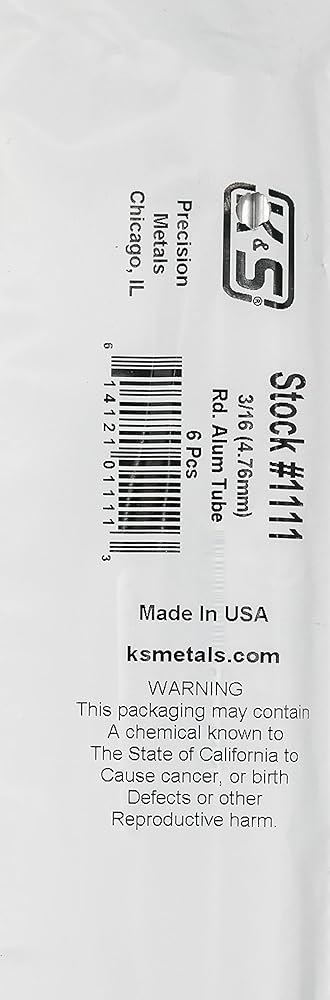 K&S®
Precision
Metals
Chicago, IL
Stock #1111
3/16 (4.76mm)
Rd. Alum Tube
6 Pcs
6 14121 01111 3
Made In USA
ksmetals.com
WARNING
This packaging may contain
A chemical known to
The State of California to
Cause cancer, or birth
Defects or other
Reproductive harm.